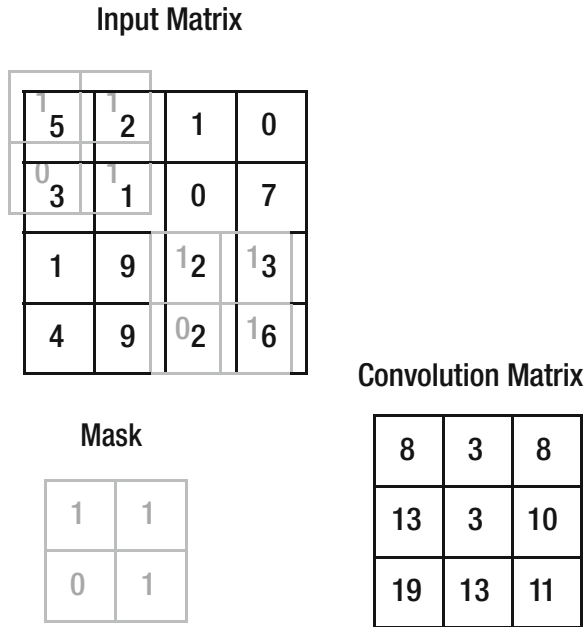 Input Matrix
1 5 1 2 1 0
0 3 1 1 0 7
1 9 1 2 1 3
4 9 0 2 1 6
Convolution Matrix
Mask
8 3 8
1 1
13 3 10
0 1
19 13 11